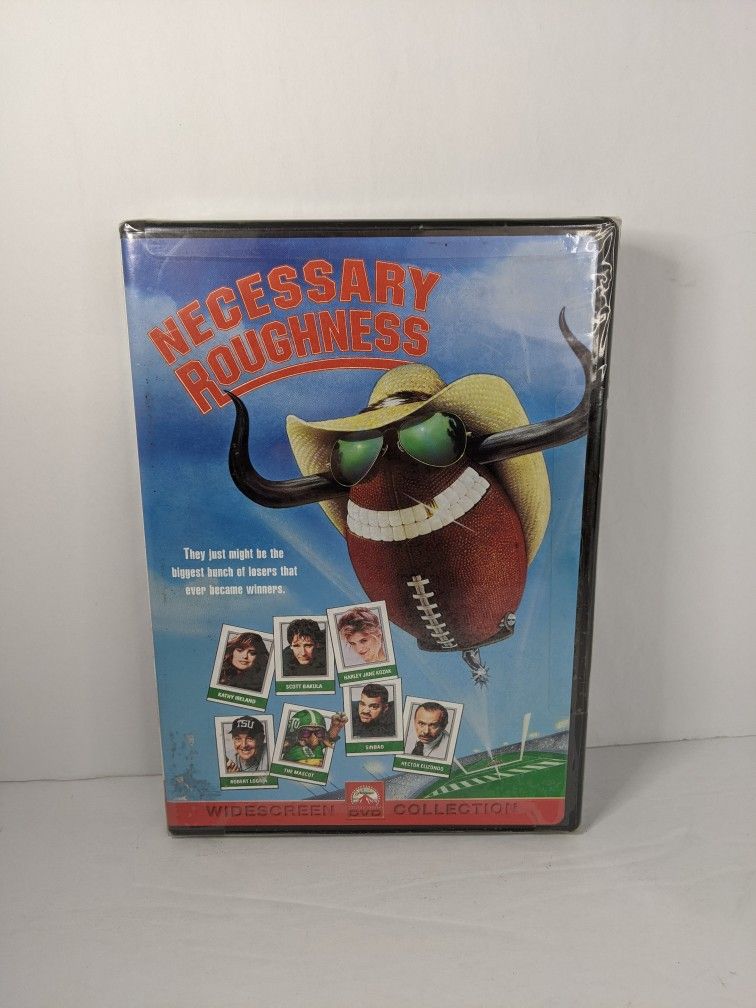 NECESSARY
ROUGHNESS
They just might be the
biggest bunch of losers that
ever became winners.
KATHY IRELAND
SCOTT BAKULA
HARLEY JANE KOZAK
TSU
ROBERT LOGGIA
THE MASCOT
SINBAD
HECTOR ELIZONDO
WIDESCREEN DVD COLLECTION